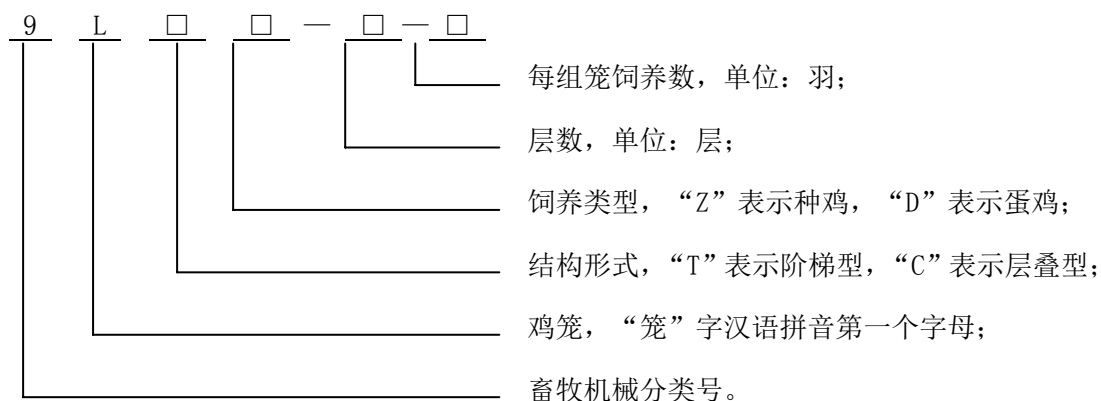 9 L □ □ — □ — □
每组笼饲养数，单位：羽；
层数，单位：层；
饲养类型，“Z”表示种鸡，“D”表示蛋鸡；
结构形式，“T”表示阶梯型，“C”表示层叠型；
鸡笼，“笼”字汉语拼音第一个字母；
畜牧机械分类号。